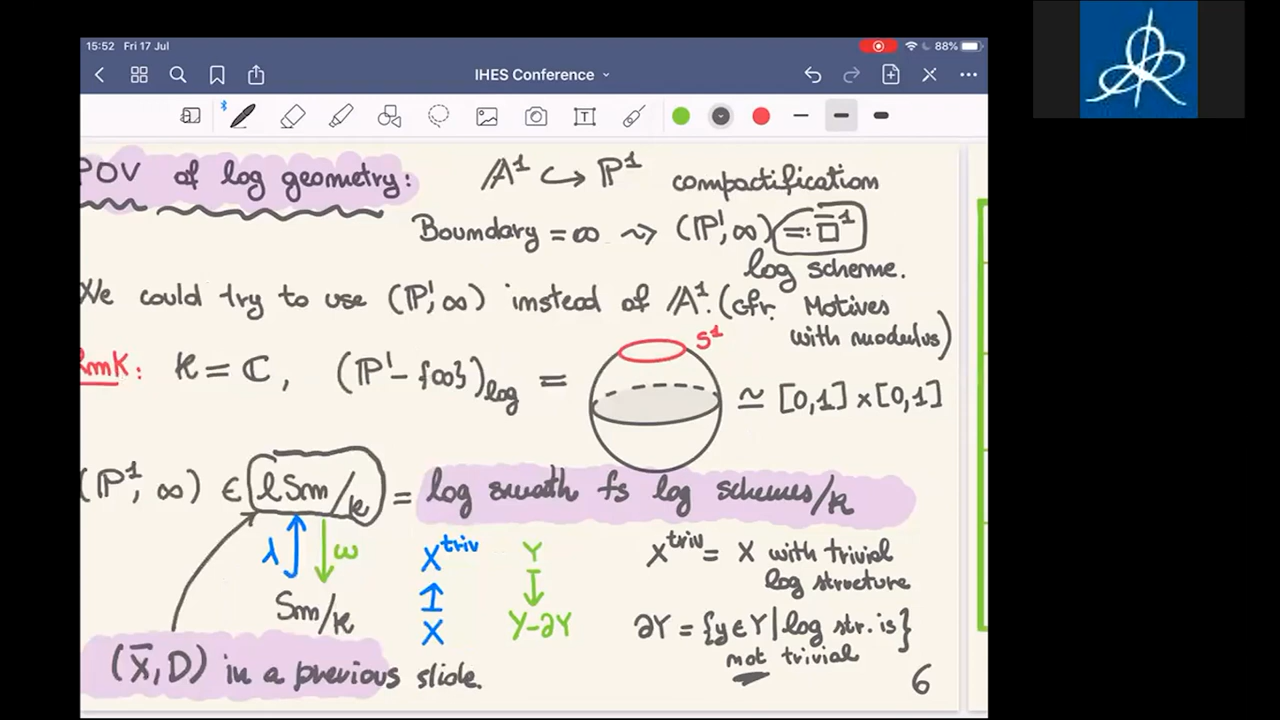 15:52 Fri 17 Jul
88%
IHES Conference
POV of log geometry:
𝔸¹ ↪ ℙ¹ compactification
Boundary = ∞ ⇝ (ℙ¹, ∞) =: □̄¹
log scheme.
We could try to use (ℙ¹, ∞) instead of 𝔸¹. (cfr. Motives
with modulus)
Rmk: k = ℂ, (ℙ¹ - {∞})log = S¹ ≃ [0,1] × [0,1]
(ℙ¹, ∞) ∈ lSm/k = log smooth fs log schemes/k
λ ω
X^triv Y
X^triv = X with trivial
log structure
Sm/k
X Y-∂Y
∂Y = {y∈Y | log str. is}
not trivial
(X̄, D) in a previous slide.
6